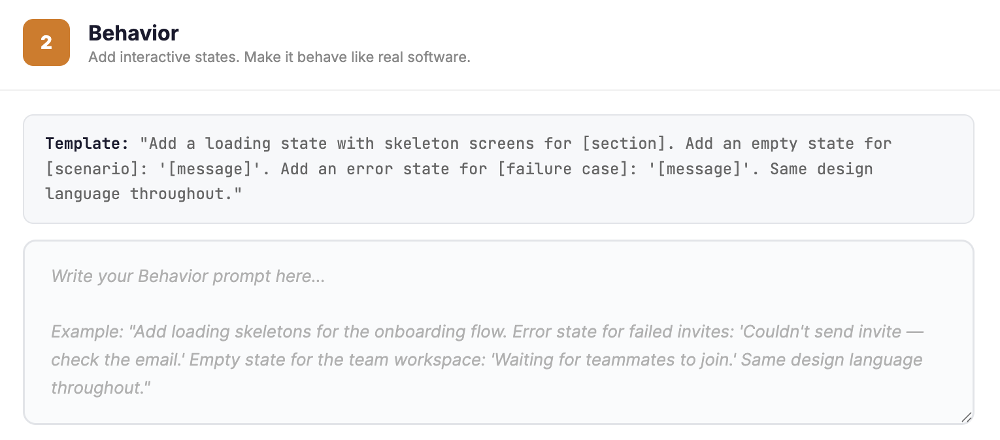 2
Behavior
Add interactive states. Make it behave like real software.
Template: "Add a loading state with skeleton screens for [section]. Add an empty state for
[scenario]: '[message]'. Add an error state for [failure case]: '[message]'. Same design
language throughout."
Write your Behavior prompt here...
Example: "Add loading skeletons for the onboarding flow. Error state for failed invites: 'Couldn't send invite —
check the email.' Empty state for the team workspace: 'Waiting for teammates to join.' Same design language
throughout."